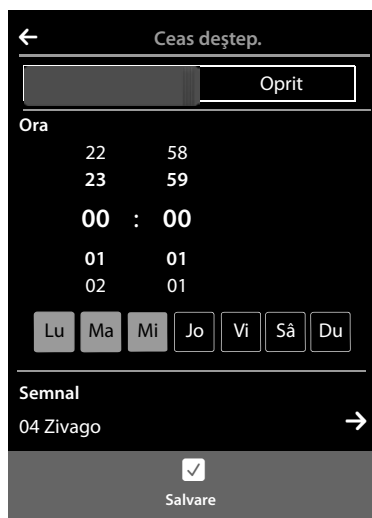 Ceas deştep.
Oprit
Ora
22 58
23 59
00 : 00
01 01
02 01
Lu Ma Mi Jo Vi Sâ Du
Semnal
04 Zivago
Salvare